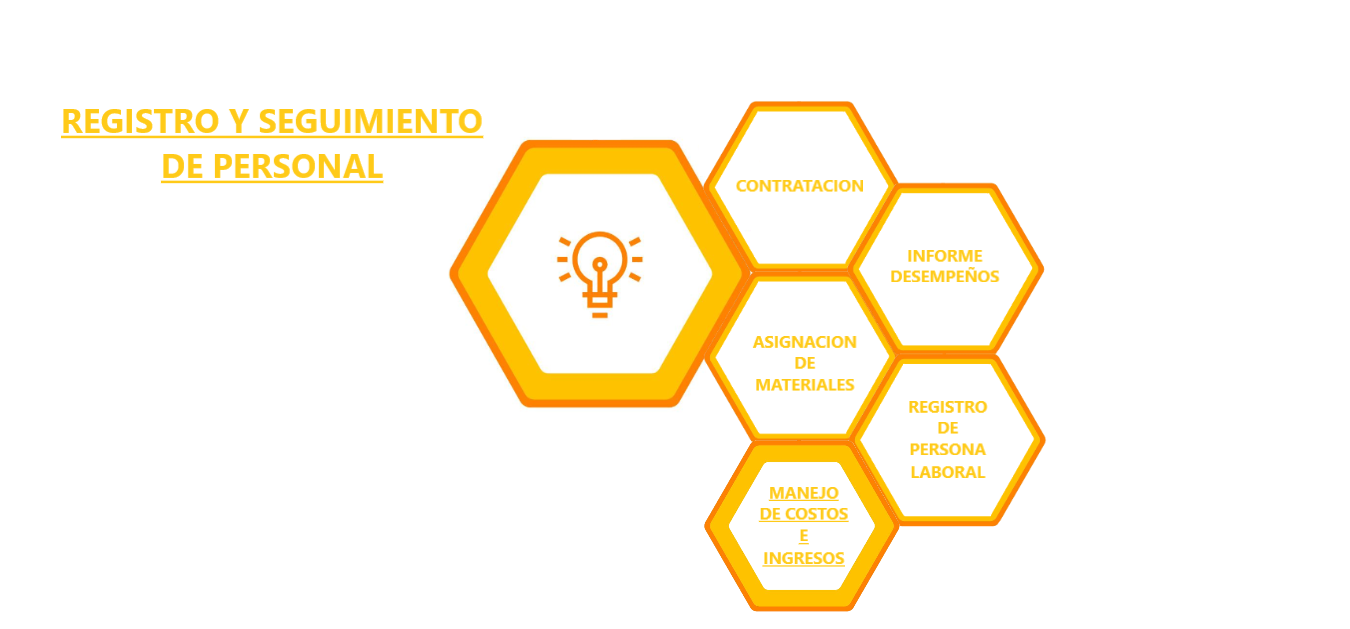 REGISTRO Y SEGUIMIENTO
DE PERSONAL
CONTRATACION
INFORME
DESEMPEÑOS
ASIGNACION
DE
MATERIALES
REGISTRO
DE
PERSONA
LABORAL
MANEJO
DE COSTOS
E
INGRESOS